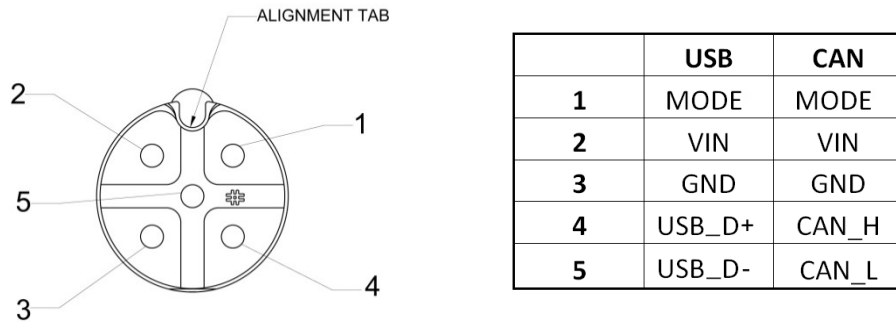 ALIGNMENT TAB
2
1
5
3
4
USB CAN
1 MODE MODE
2 VIN VIN
3 GND GND
4 USB_D+ CAN_H
5 USB_D- CAN_L